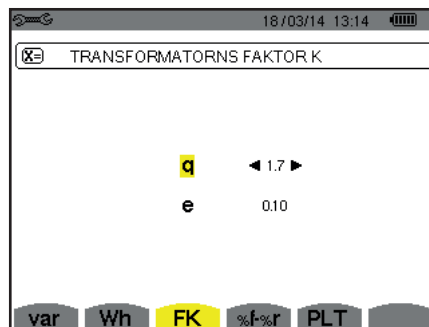 18/03/14 13:14
X= TRANSFORMATORNS FAKTOR K
q ◄ 1.7 ►
e 0.10
var Wh FK %f-%r PLT